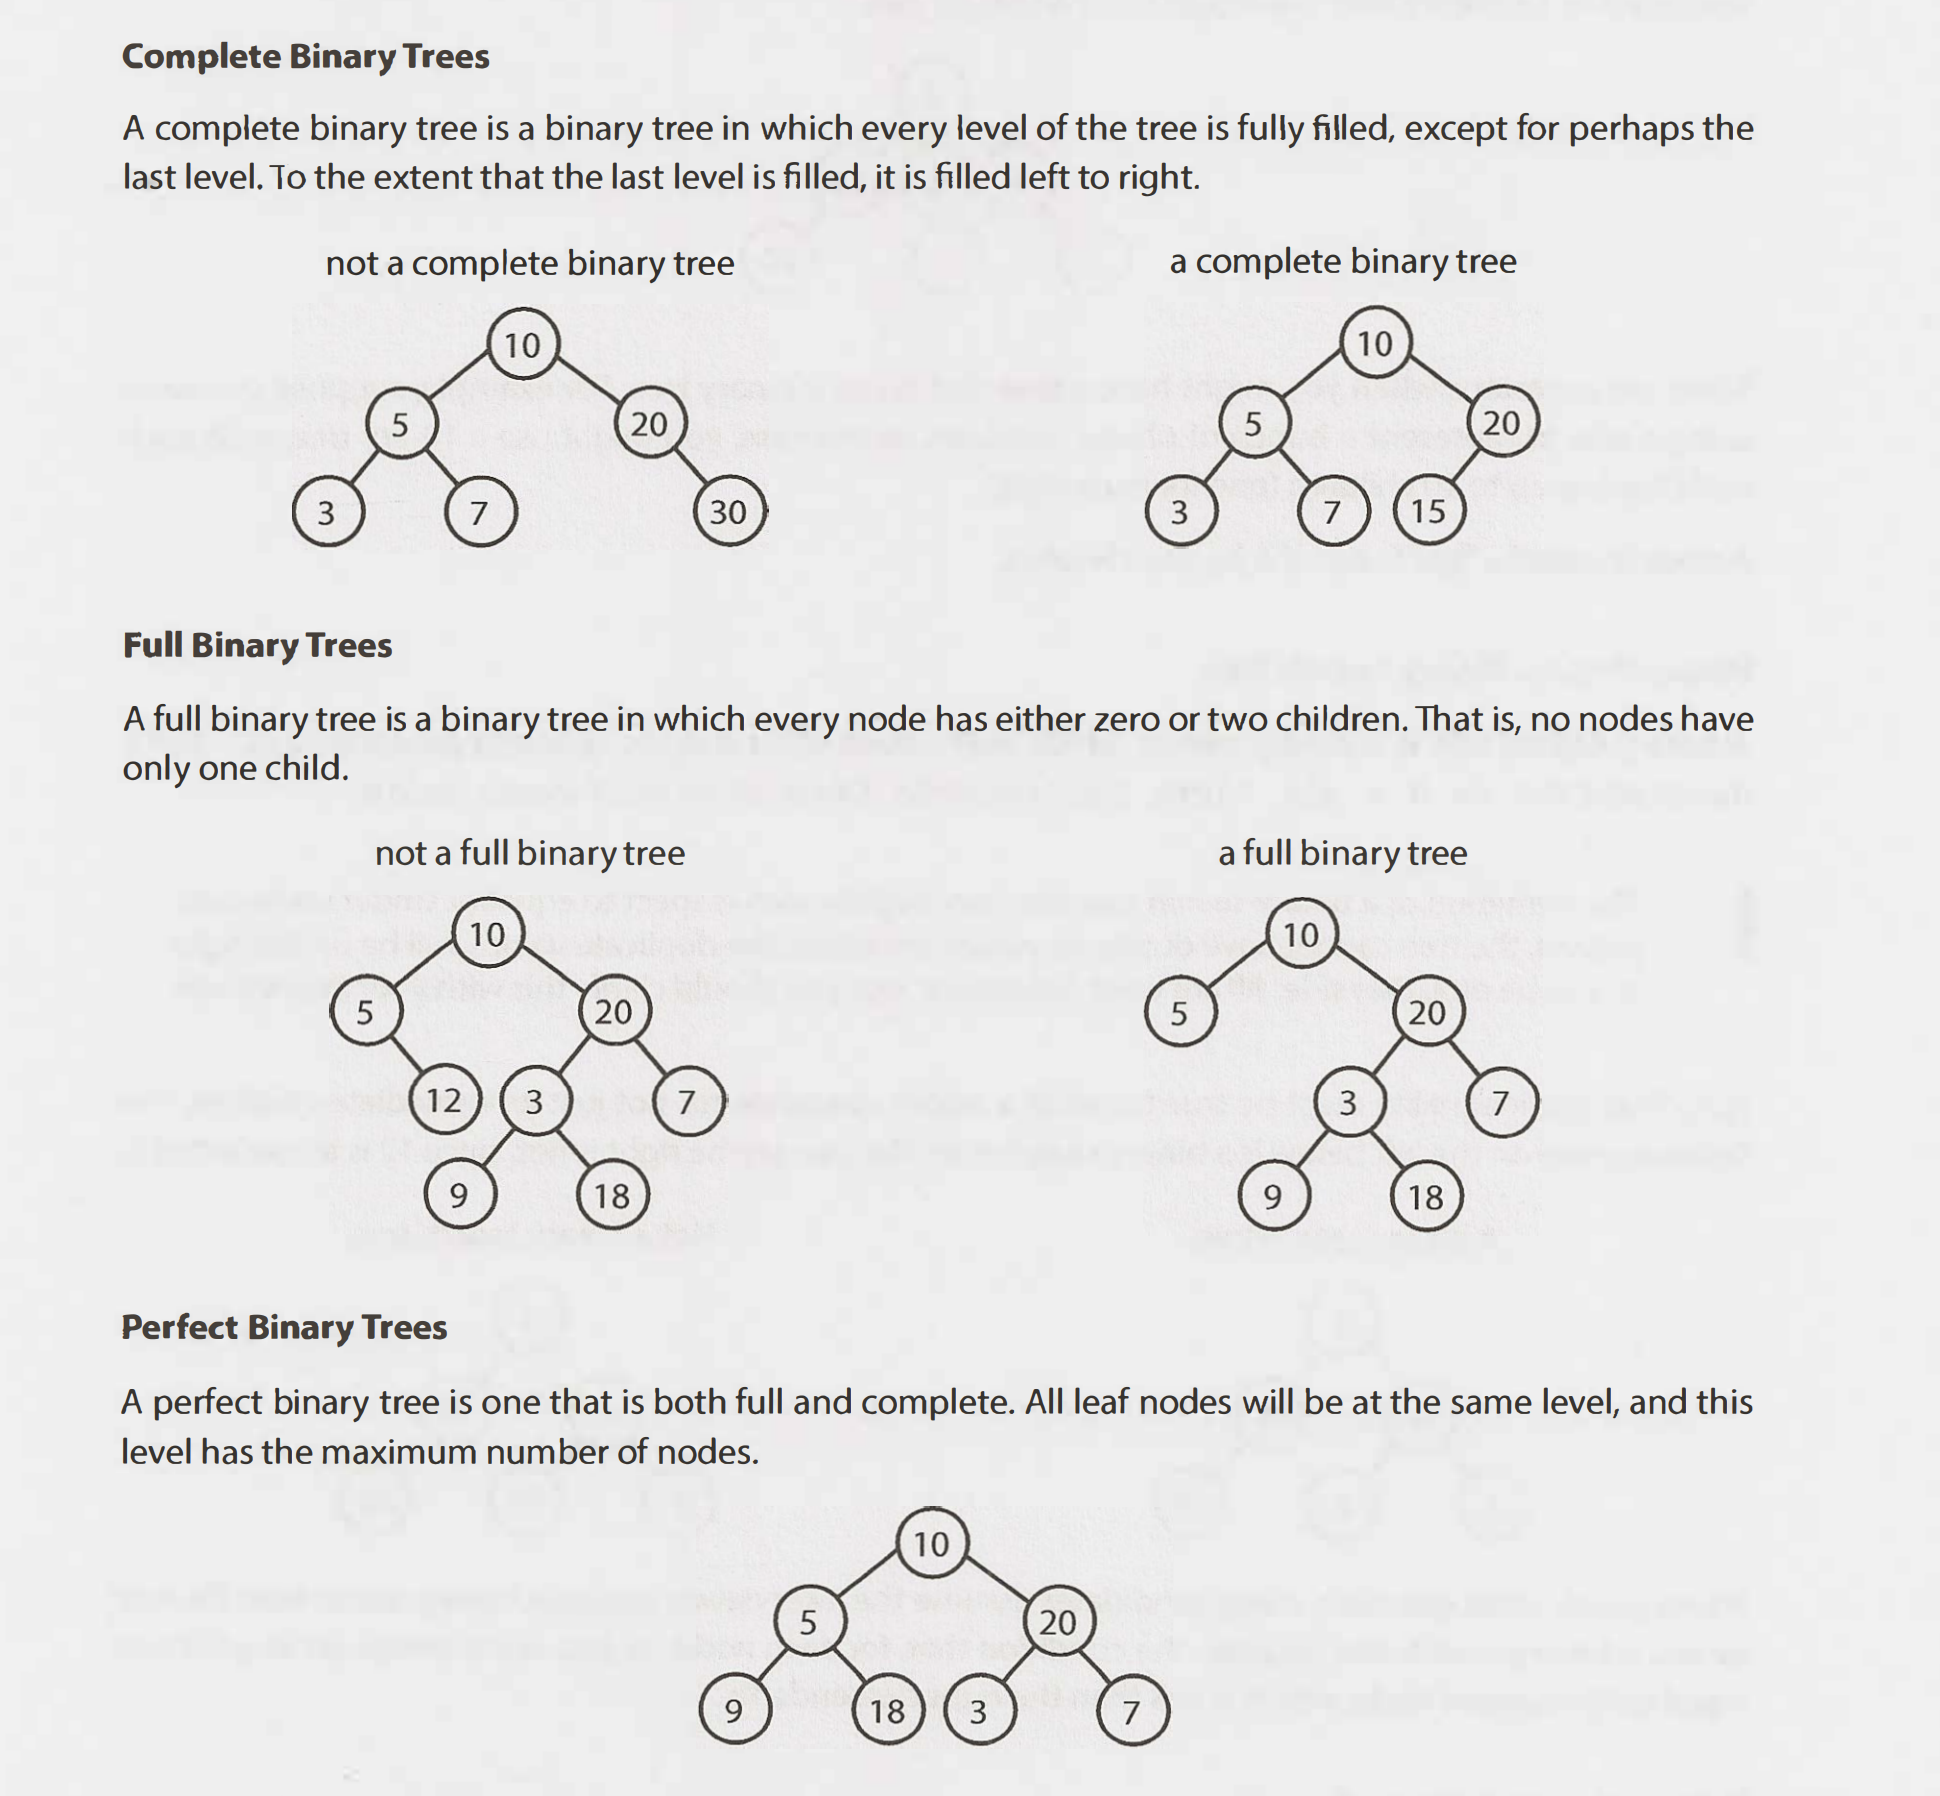 Complete Binary Trees
A complete binary tree is a binary tree in which every level of the tree is fully filled, except for perhaps the
last level. To the extent that the last level is filled, it is filled left to right.
not a complete binary tree
a complete binary tree
10
5
20
3
7
30
10
5
20
3
7
15
Full Binary Trees
A full binary tree is a binary tree in which every node has either zero or two children. That is, no nodes have
only one child.
not a full binary tree
a full binary tree
10
5
20
12
3
7
9
18
10
5
20
3
7
9
18
Perfect Binary Trees
A perfect binary tree is one that is both full and complete. All leaf nodes will be at the same level, and this
level has the maximum number of nodes.
10
5
20
9
18
3
7